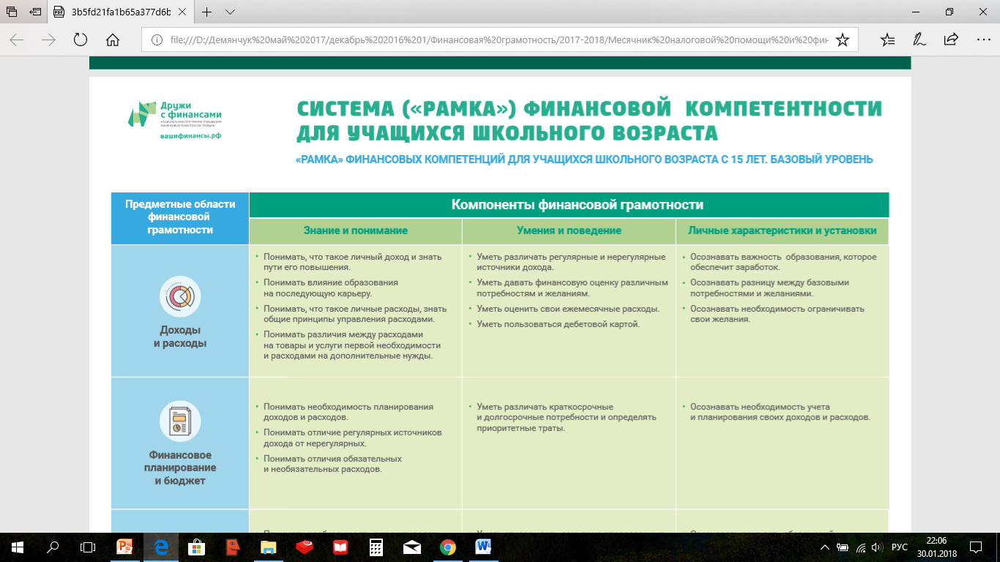 3b5fd21fa1b65a377d6b
file:///D:/Демянчук%20май%202017/декабрь%202016%201/Финансовая%20грамотность/2017-2018/Месячник%20налоговой%20помощи%20и%20фин
Дружи
с финансами
НАЦИОНАЛЬНАЯ ПРОГРАММА ПОВЫШЕНИЯ
ФИНАНСОВОЙ ГРАМОТНОСТИ ГРАЖДАН
вашифинансы.рф
СИСТЕМА («РАМКА») ФИНАНСОВОЙ КОМПЕТЕНТНОСТИ
ДЛЯ УЧАЩИХСЯ ШКОЛЬНОГО ВОЗРАСТА
«РАМКА» ФИНАНСОВЫХ КОМПЕТЕНЦИЙ ДЛЯ УЧАЩИХСЯ ШКОЛЬНОГО ВОЗРАСТА С 15 ЛЕТ. БАЗОВЫЙ УРОВЕНЬ
Предметные области
финансовой
грамотности
Компоненты финансовой грамотности
Знание и понимание
Умения и поведение
Личные характеристики и установки
Доходы
и расходы
• Понимать, что такое личный доход и знать
пути его повышения.
• Понимать влияние образования
на последующую карьеру.
• Понимать, что такое личные расходы, знать
общие принципы управления расходами.
• Понимать различия между расходами
на товары и услуги первой необходимости
и расходами на дополнительные нужды.
• Уметь различать регулярные и нерегулярные
источники дохода.
• Уметь давать финансовую оценку различным
потребностям и желаниям.
• Уметь оценить свои ежемесячные расходы.
• Уметь пользоваться дебетовой картой.
• Осознавать важность образования, которое
обеспечит заработок.
• Осознавать разницу между базовыми
потребностями и желаниями.
• Осознавать необходимость ограничивать
свои желания.
Финансовое
планирование
и бюджет
• Понимать необходимость планирования
доходов и расходов.
• Понимать отличие регулярных источников
дохода от нерегулярных.
• Понимать отличия обязательных
и необязательных расходов.
• Уметь различать краткосрочные
и долгосрочные потребности и определять
приоритетные траты.
• Осознавать необходимость учета
и планирования своих доходов и расходов.
РУС
22:06
30.01.2018